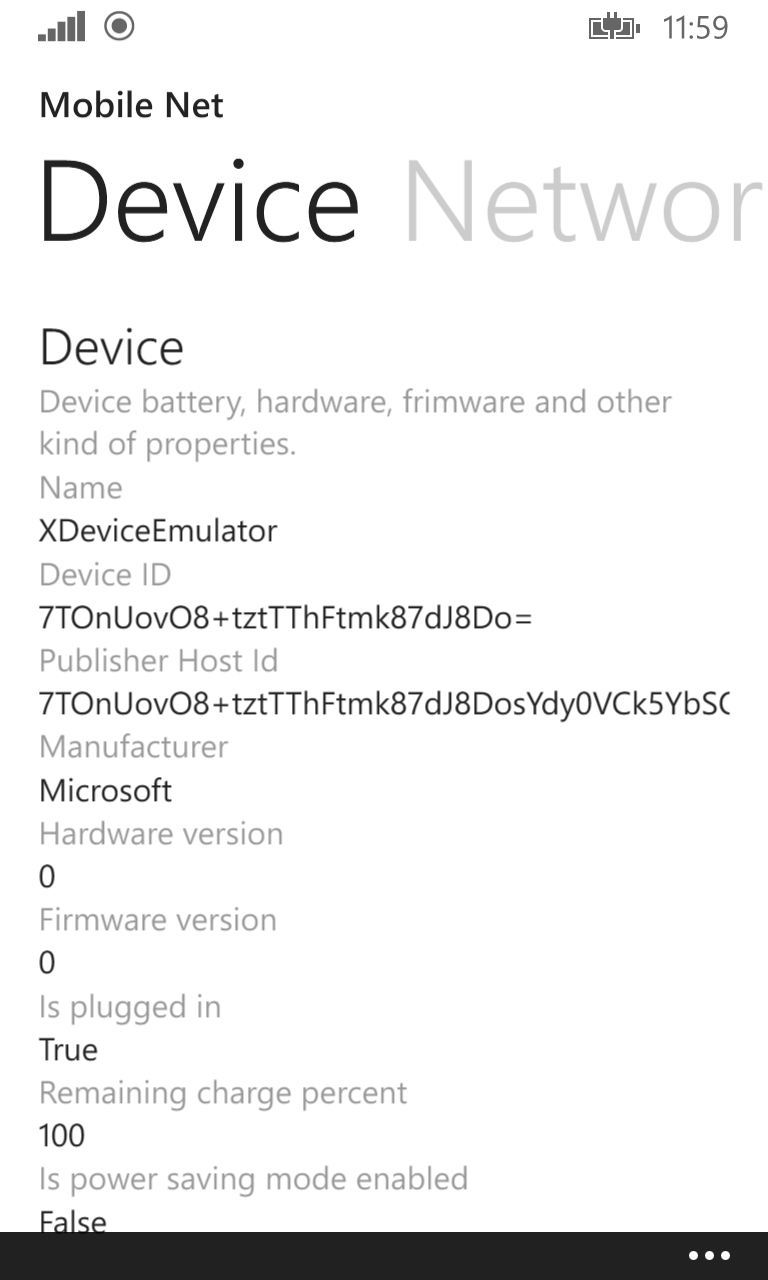 11:59
Mobile Net
Device Networ
Device
Device battery, hardware, frimware and other
kind of properties.
Name
XDeviceEmulator
Device ID
7TOnUovO8+tztTThFtmk87dJ8Do=
Publisher Host Id
7TOnUovO8+tztTThFtmk87dJ8DosYdy0VCk5YbS
Manufacturer
Microsoft
Hardware version
0
Firmware version
0
Is plugged in
True
Remaining charge percent
100
Is power saving mode enabled
False